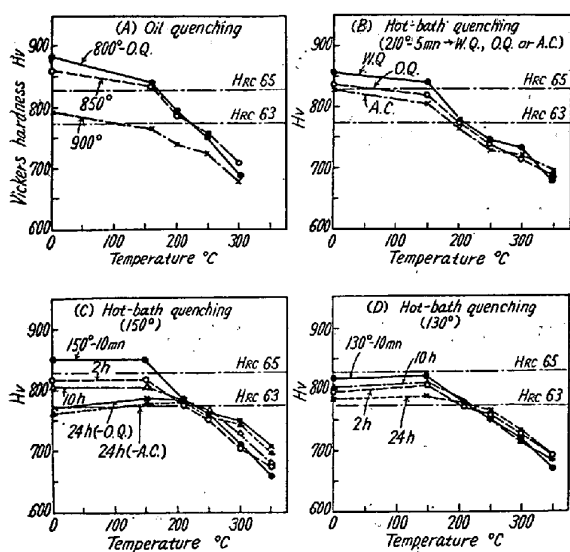 (A) Oil quenching
Vickers hardness Hv
900
800
700
600
800°-O.Q.
850°
900°
HRC 65
HRC 63
0 100 200 300
Temperature °C
(B) Hot-bath quenching
(210°-5mn→W.Q., O.Q. or A.C.)
Hv
900
800
700
600
W.Q
O.Q.
A.C.
HRC 65
HRC 63
0 100 200 300
Temperature °C
(C) Hot-bath quenching
(150°)
Hv
900
800
700
600
150°-10mn
2h
10h
24h(-O.Q.)
24h(-A.C.)
HRC 65
HRC 63
0 100 200 300
Temperature °C
(D) Hot-bath quenching
(130°)
Hv
900
800
700
600
130°-10mn
10h
2h
24h
HRC 65
HRC 63
0 100 200 300
Temperature °C